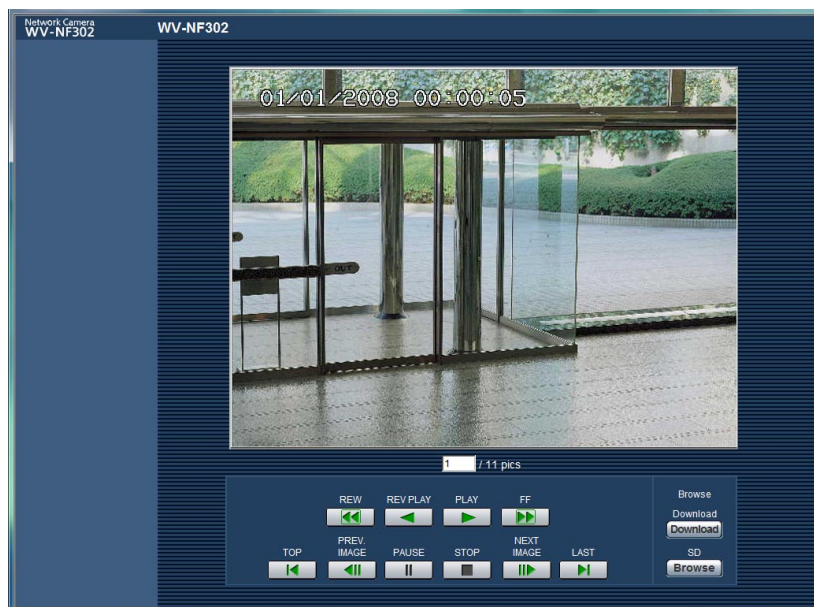 Network Camera
WV-NF302
WV-NF302
01/01/2008 00:00:05
OUT
1 / 11 pics
REW
REV PLAY
PLAY
FF
Browse
Download
Download
TOP
PREV. IMAGE
PAUSE
STOP
NEXT IMAGE
LAST
SD
Browse